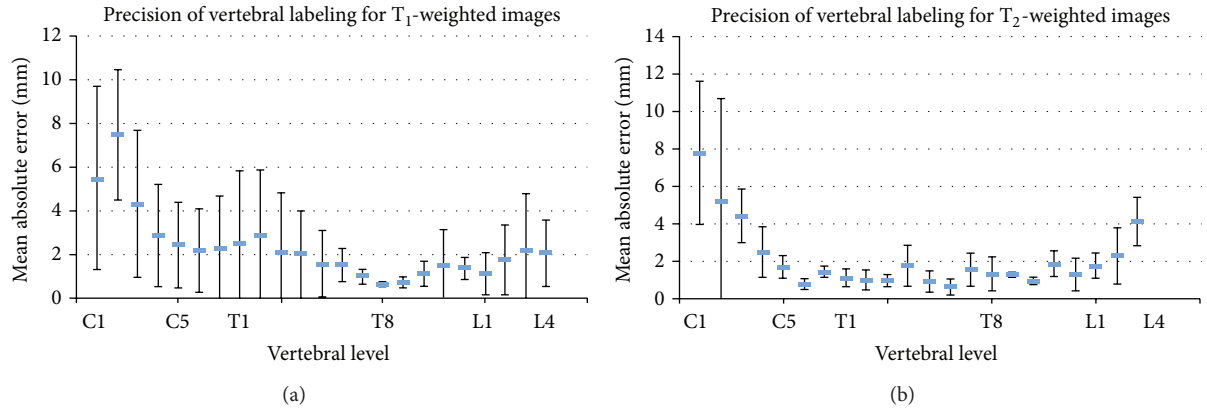 Precision of vertebral labeling for T₁-weighted images
12
10
8
6
4
2
0
Mean absolute error (mm)
C1 C5 T1 T8 L1 L4
Vertebral level
(a)
Precision of vertebral labeling for T₂-weighted images
14
12
10
8
6
4
2
0
Mean absolute error (mm)
C1 C5 T1 T8 L1 L4
Vertebral level
(b)